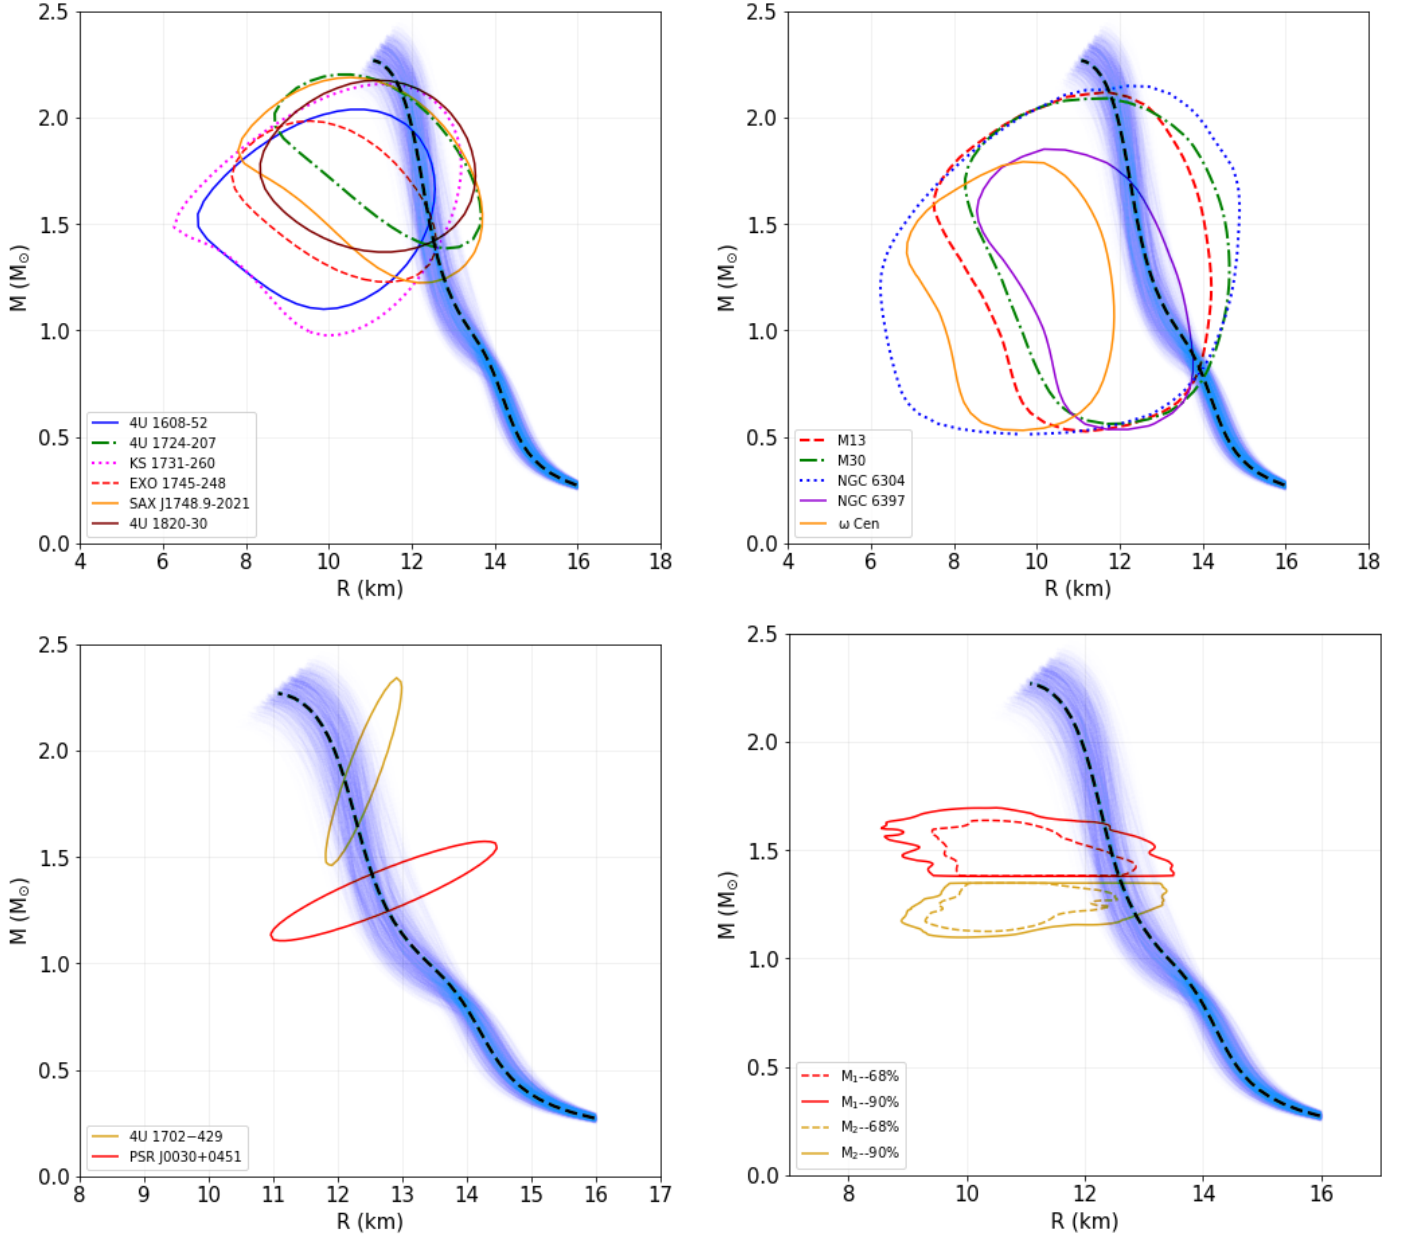 2.5
2.0
1.5
1.0
0.5
0.0
M (M⊙)
4U 1608-52
4U 1724-207
KS 1731-260
EXO 1745-248
SAX J1748.9-2021
4U 1820-30
4 6 8 10 12 14 16 18
R (km)
2.5
2.0
1.5
1.0
0.5
0.0
M (M⊙)
M13
M30
NGC 6304
NGC 6397
ω Cen
4 6 8 10 12 14 16 18
R (km)
2.5
2.0
1.5
1.0
0.5
0.0
M (M⊙)
4U 1702−429
PSR J0030+0451
8 9 10 11 12 13 14 15 16 17
R (km)
2.5
2.0
1.5
1.0
0.5
0.0
M (M⊙)
M₁--68%
M₁--90%
M₂--68%
M₂--90%
8 10 12 14 16
R (km)